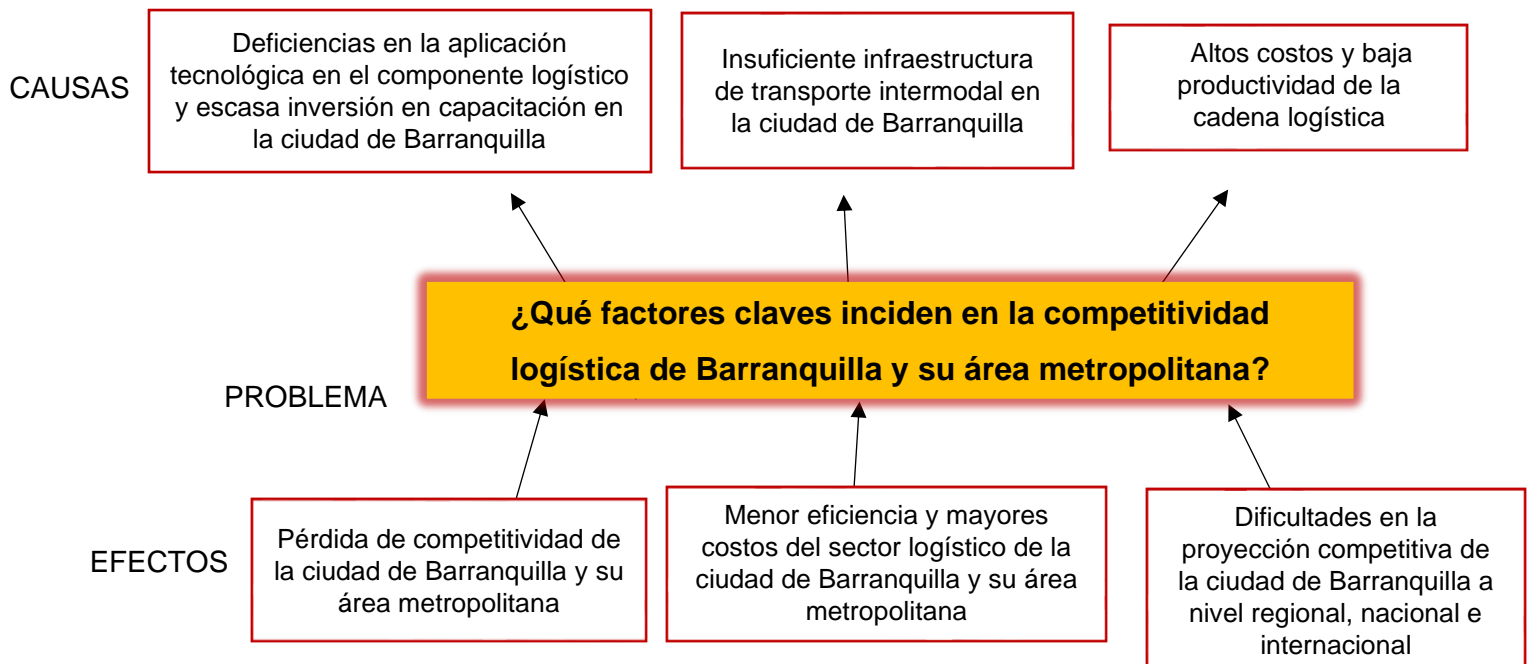 CAUSAS
Deficiencias en la aplicación
tecnológica en el componente logístico
y escasa inversión en capacitación en
la ciudad de Barranquilla
Insuficiente infraestructura
de transporte intermodal en
la ciudad de Barranquilla
Altos costos y baja
productividad de la
cadena logística
PROBLEMA
¿Qué factores claves inciden en la competitividad
logística de Barranquilla y su área metropolitana?
EFECTOS
Pérdida de competitividad de
la ciudad de Barranquilla y su
área metropolitana
Menor eficiencia y mayores
costos del sector logístico de la
ciudad de Barranquilla y su área
metropolitana
Dificultades en la
proyección competitiva de
la ciudad de Barranquilla a
nivel regional, nacional e
internacional